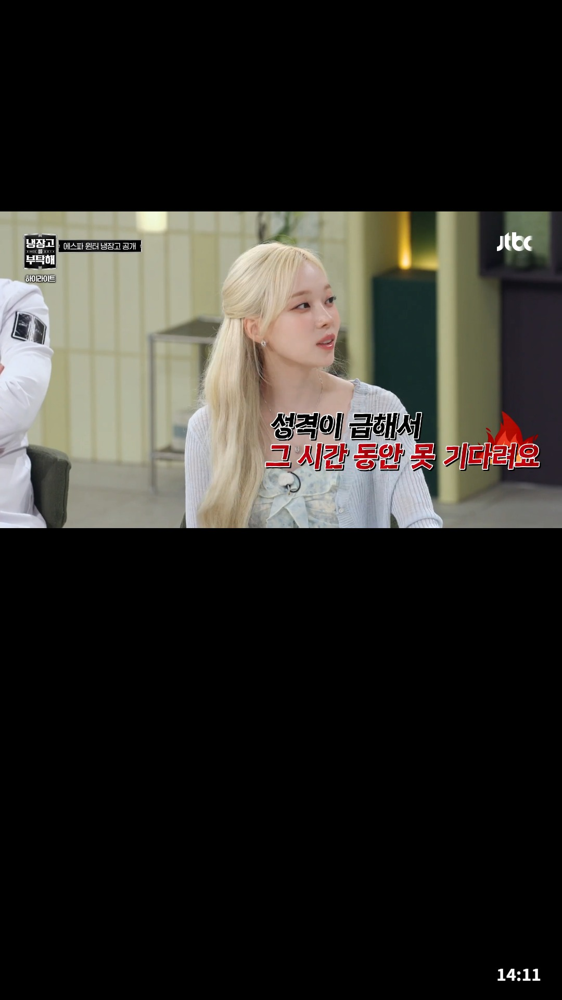 냉장고
SINCE 를 2014
부탁해
하이라이트
에스파 윈터 냉장고 공개
jtbc
성격이 급해서
그 시간 동안 못 기다려요
14:11